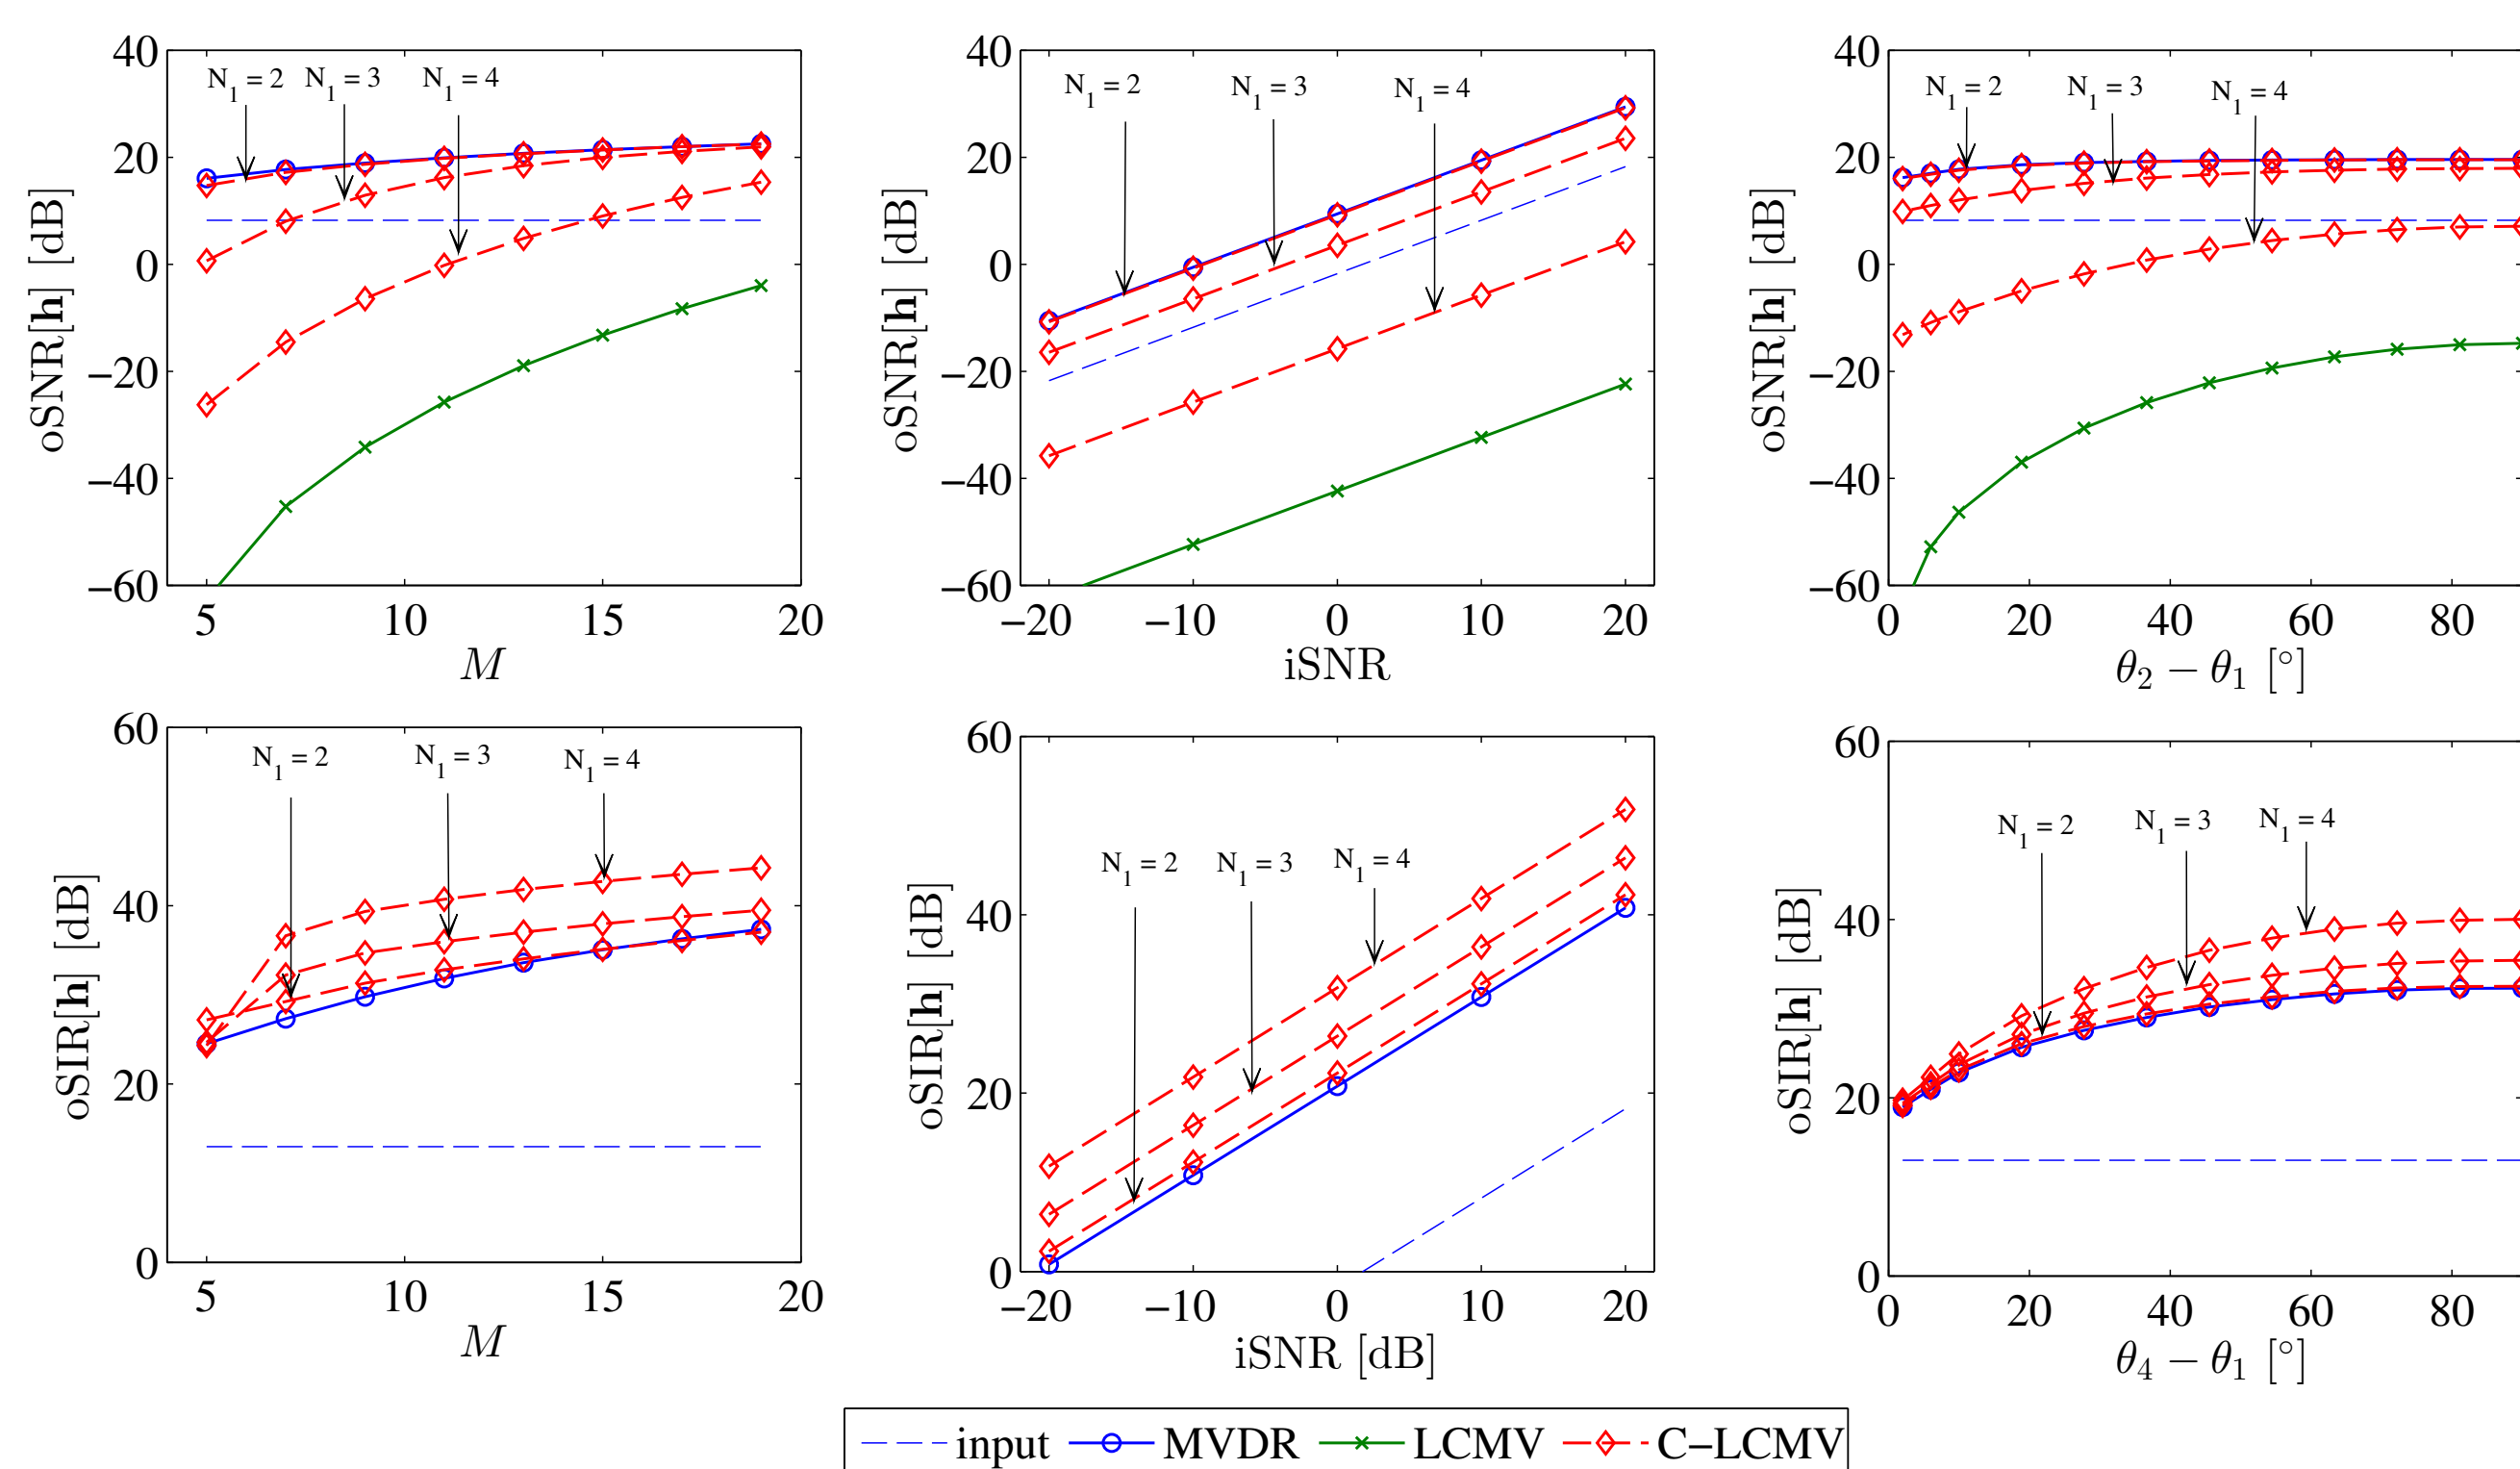 40
20
0
−20
−40
−60
oSNR[h] [dB]
N1 = 2
N1 = 3
N1 = 4
5
10
15
20
M
40
20
0
−20
−40
−60
oSNR[h] [dB]
N1 = 2
N1 = 3
N1 = 4
−20
−10
0
10
20
iSNR
40
20
0
−20
−40
−60
oSNR[h] [dB]
N1 = 2
N1 = 3
N1 = 4
0
20
40
60
80
θ2 − θ1 [°]
60
40
20
0
oSIR[h] [dB]
N1 = 2
N1 = 3
N1 = 4
5
10
15
20
M
60
40
20
0
oSIR[h] [dB]
N1 = 2
N1 = 3
N1 = 4
−20
−10
0
10
20
iSNR [dB]
60
40
20
0
oSIR[h] [dB]
N1 = 2
N1 = 3
N1 = 4
0
20
40
60
80
θ4 − θ1 [°]
input MVDR LCMV C−LCMV